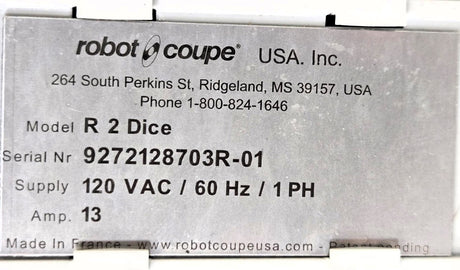 robot coupe® USA. Inc.
264 South Perkins St, Ridgeland, MS 39157, USA
Phone 1-800-824-1646
Model R 2 Dice
Serial Nr 9272128703R-01
Supply 120 VAC / 60 Hz / 1 PH
Amp. 13
Made In France - www.robotcoupeusa.com - Patent pending